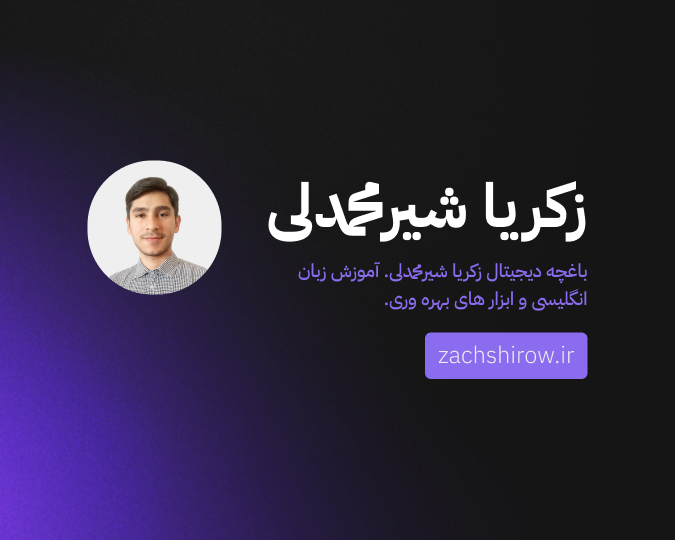 زکریا شیرمحمدلی
باغچه دیجیتال زکریا شیرمحمدلی. آموزش زبان
انگلیسی و ابزار های بهره وری.
zachshirow.ir